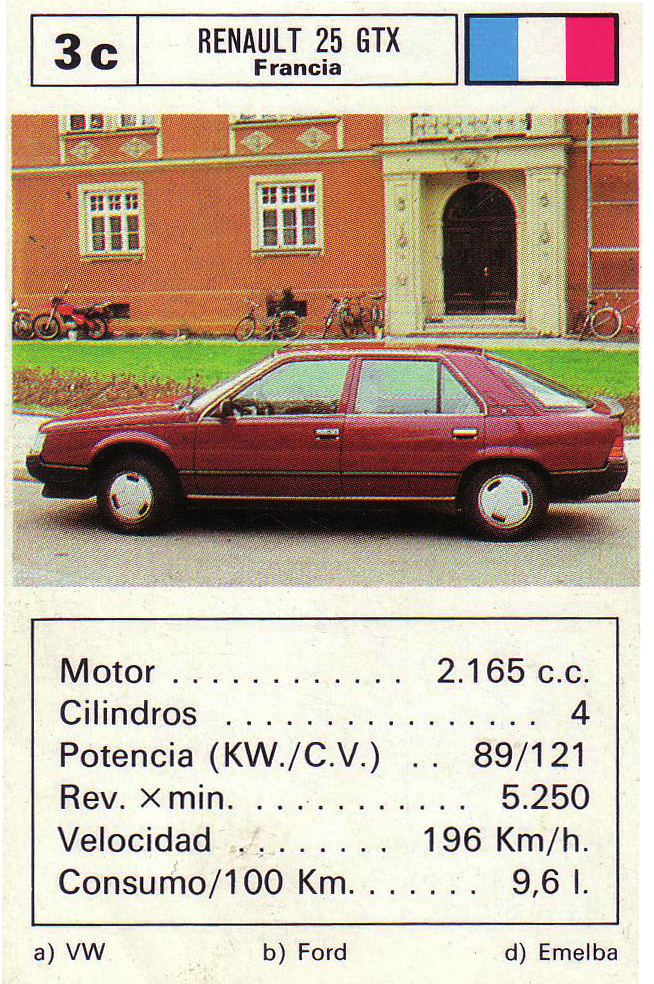 3c
RENAULT 25 GTX
Francia
Motor . . . . . . . . . . . . 2.165 c.c.
Cilindros . . . . . . . . . . . . . . . . . 4
Potencia (KW./C.V.) . . 89/121
Rev. × min. . . . . . . . . . . . 5.250
Velocidad . . . . . . . . 196 Km/h.
Consumo/100 Km. . . . . . . 9,6 l.
a) VW b) Ford d) Emelba